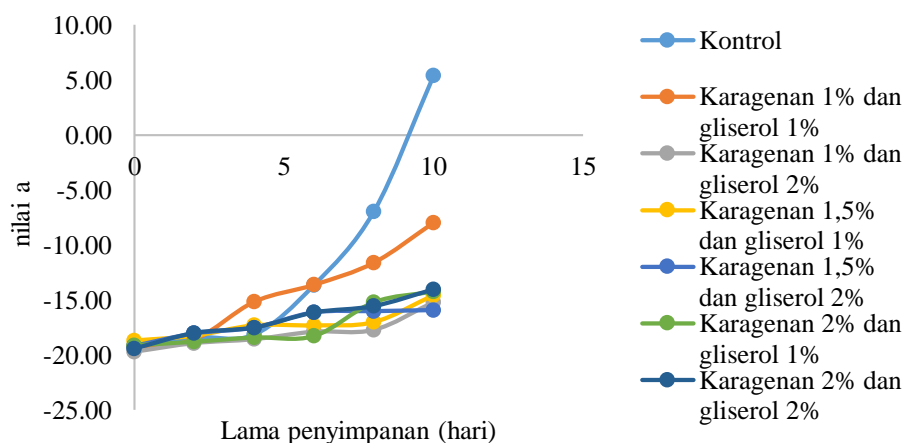 10.00
5.00
0.00
-5.00
-10.00
-15.00
-20.00
-25.00
nilai a
0
5
10
15
Lama penyimpanan (hari)
Kontrol
Karagenan 1% dan
gliserol 1%
Karagenan 1% dan
gliserol 2%
Karagenan 1,5%
dan gliserol 1%
Karagenan 1,5%
dan gliserol 2%
Karagenan 2% dan
gliserol 1%
Karagenan 2% dan
gliserol 2%